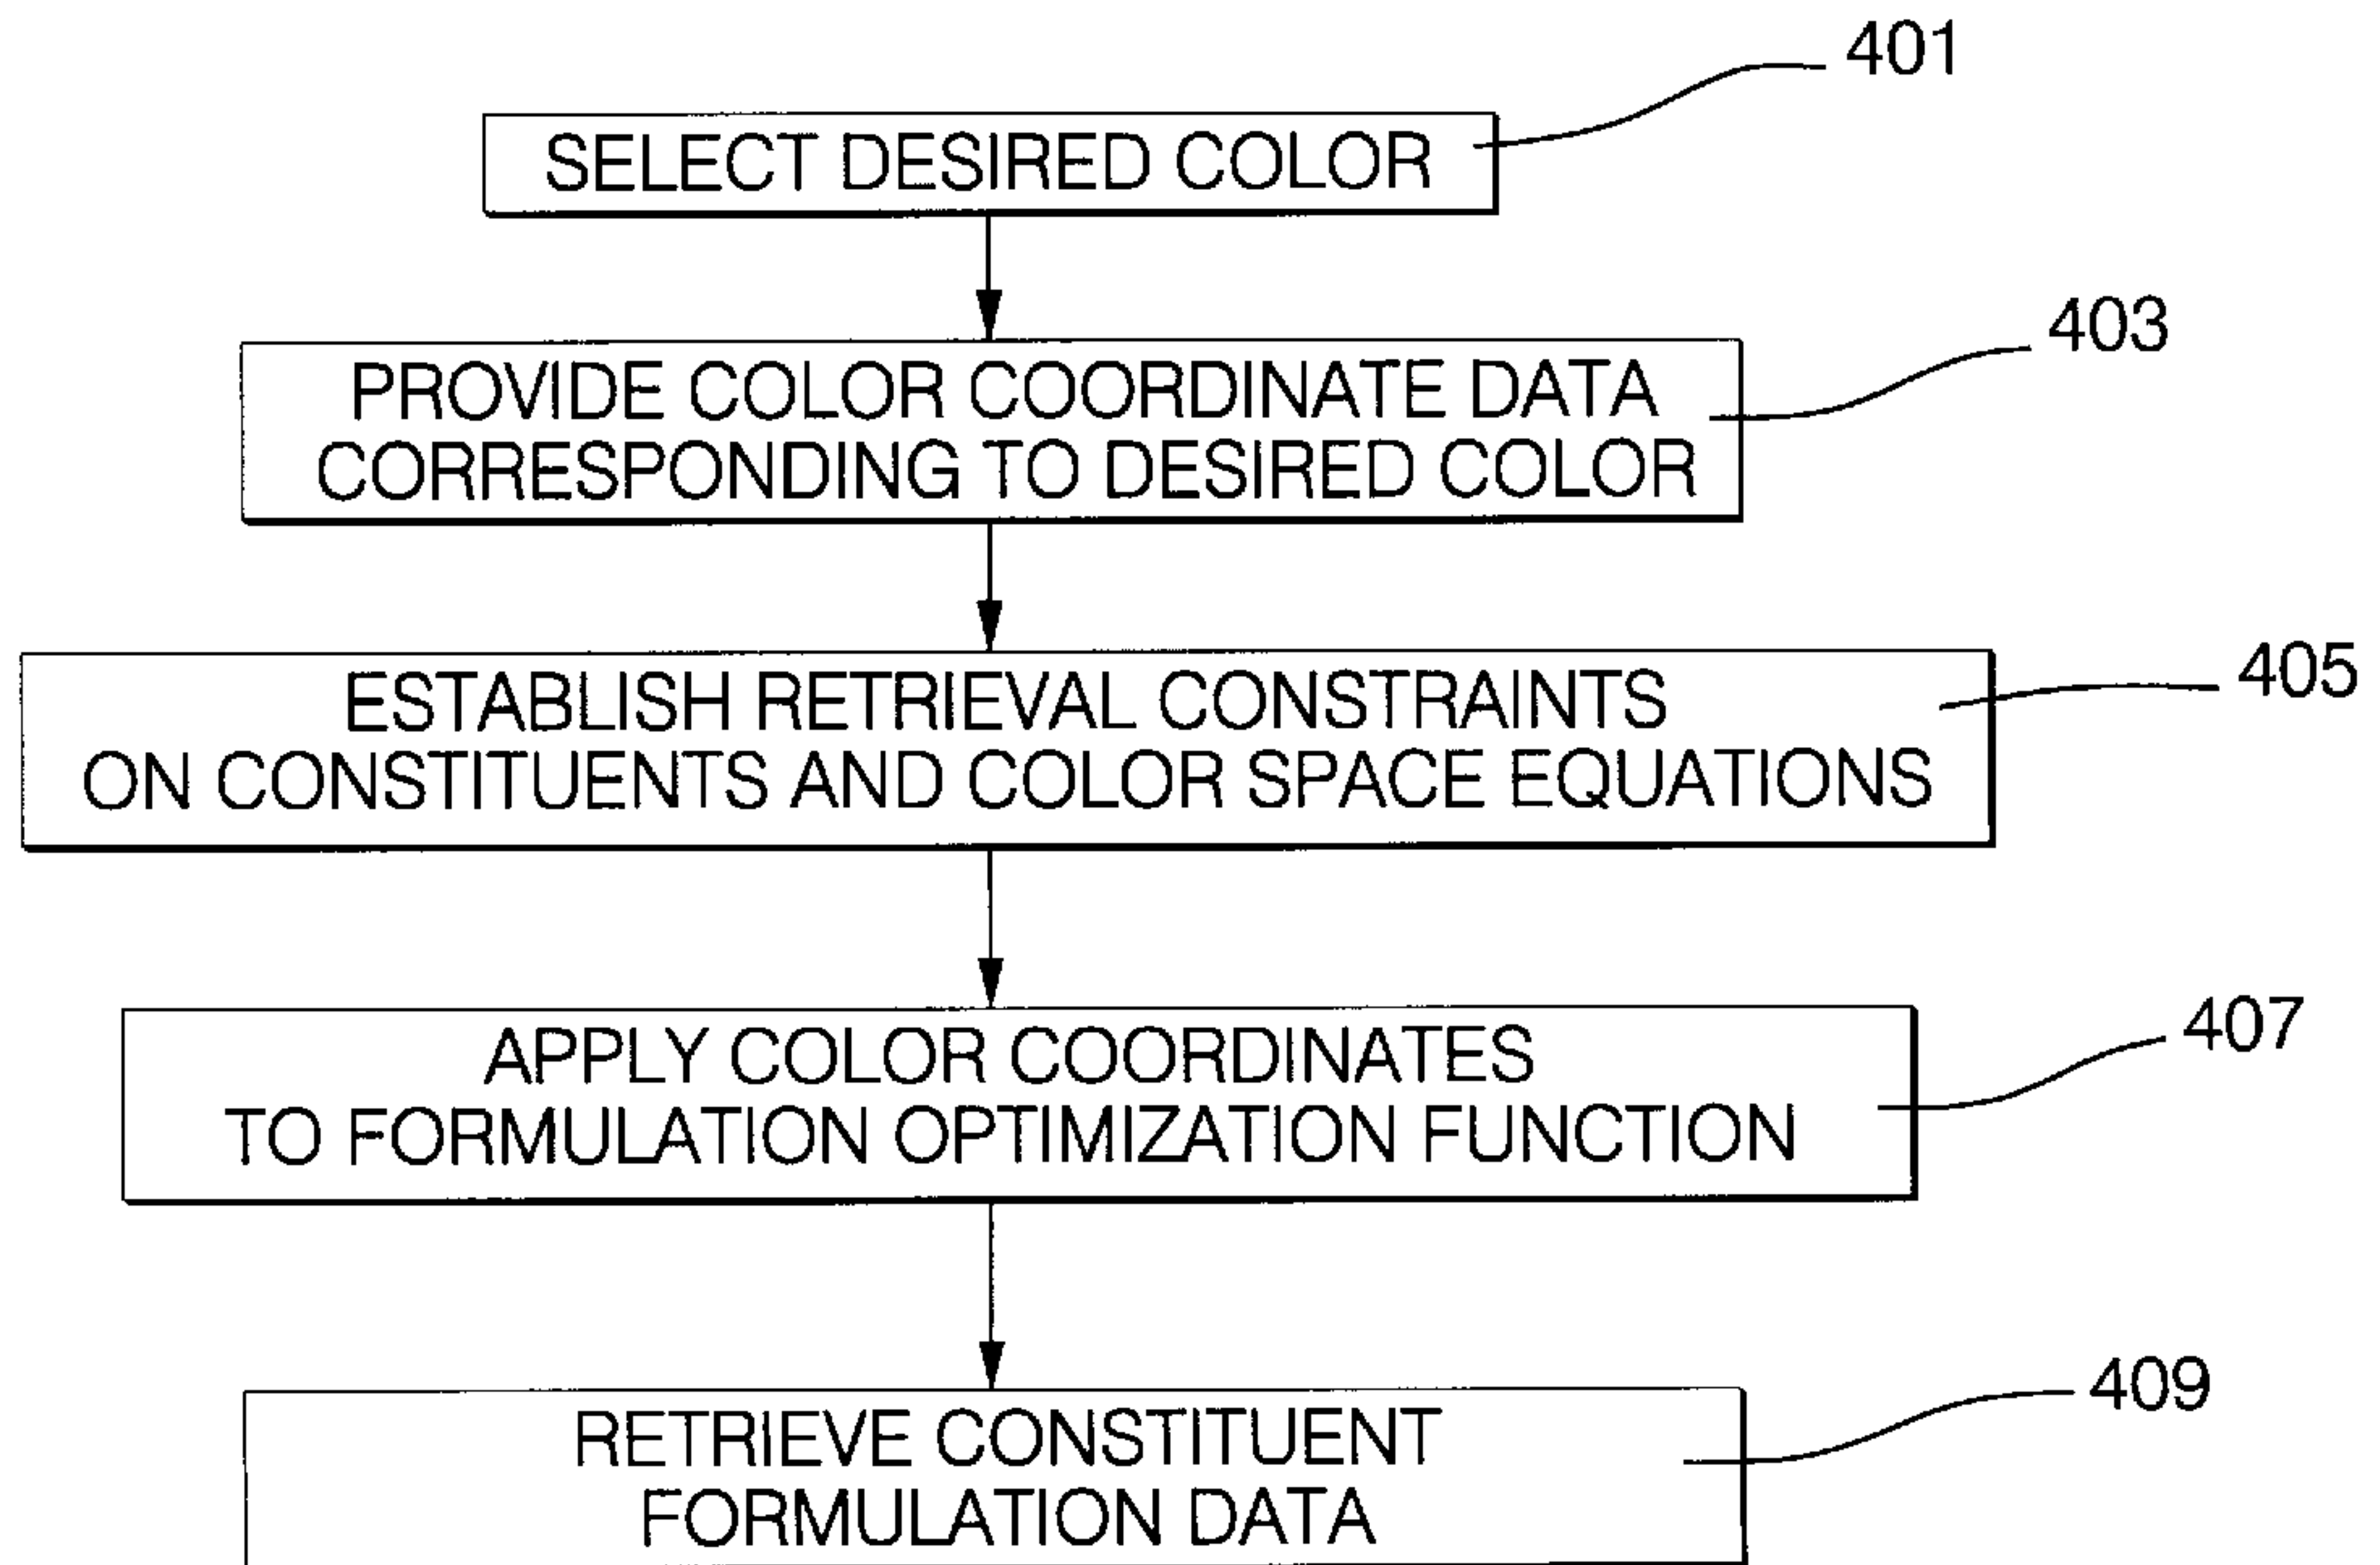 401
SELECT DESIRED COLOR
403
PROVIDE COLOR COORDINATE DATA
CORRESPONDING TO DESIRED COLOR
405
ESTABLISH RETRIEVAL CONSTRAINTS
ON CONSTITUENTS AND COLOR SPACE EQUATIONS
407
APPLY COLOR COORDINATES
TO FORMULATION OPTIMIZATION FUNCTION
409
RETRIEVE CONSTITUENT
FORMULATION DATA